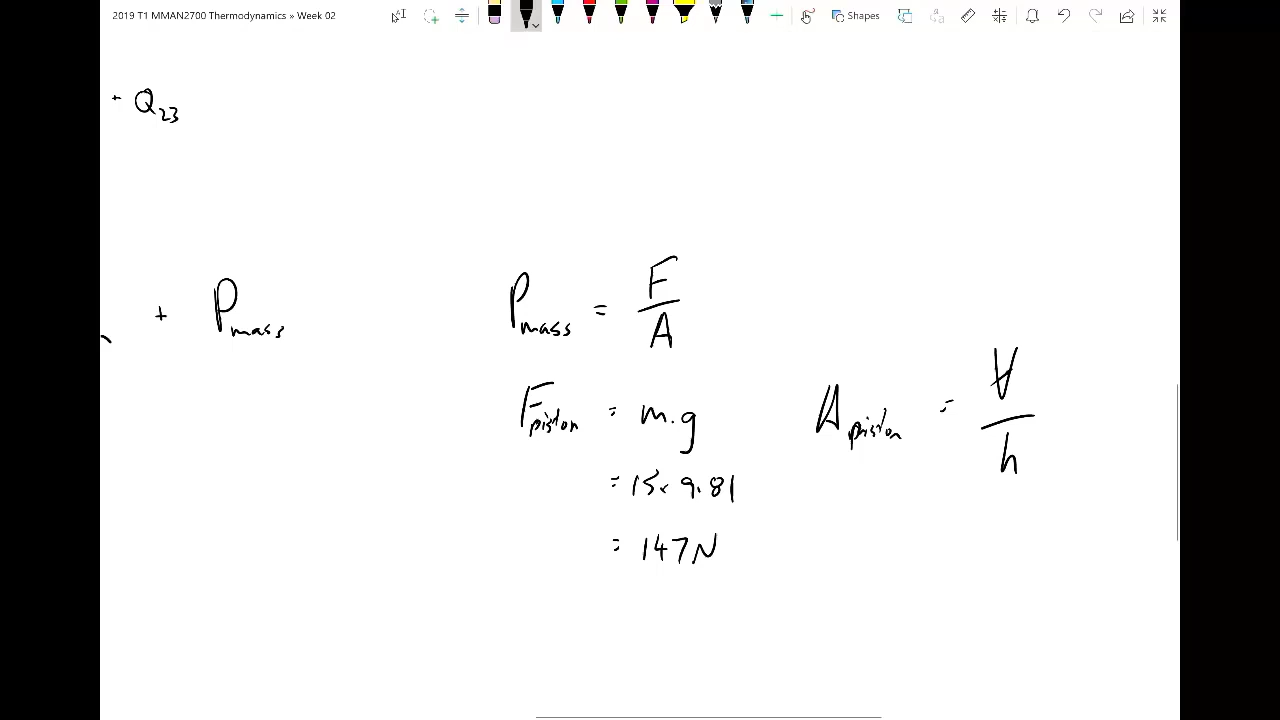 2019 T1 MMAN2700 Thermodynamics » Week 02
Shapes
+ Q23
+ Pmass
Pmass = F/A
Fpiston = m.g
Apiston = V/h
= 15 × 9.81
= 147N